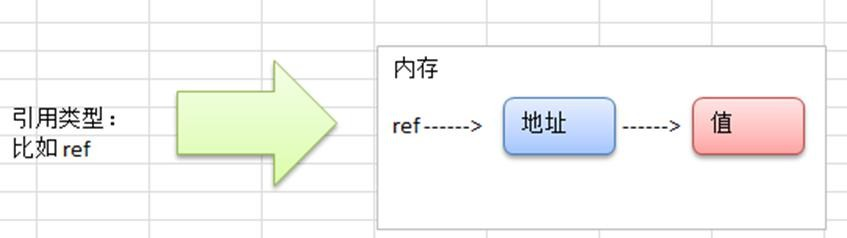 引用类型：
比如 ref
内存
ref------> 地址 ------> 值